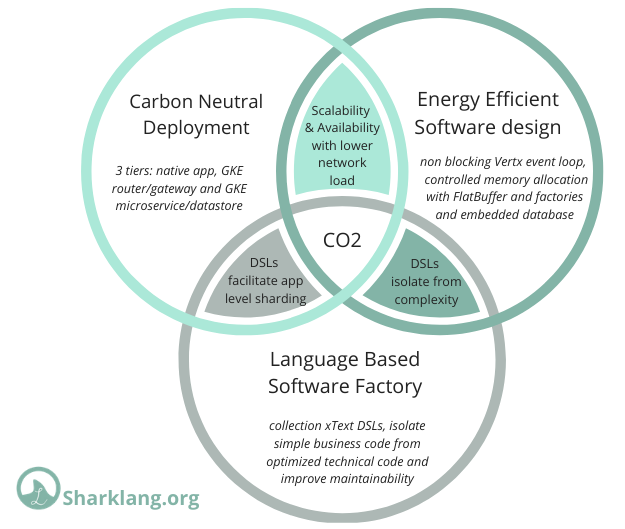 Carbon Neutral
Deployment
3 tiers: native app, GKE
router/gateway and GKE
microservice/datastore
Scalability
& Availability
with lower
network
load
Energy Efficient
Software design
non blocking Vertx event loop,
controlled memory allocation
with FlatBuffer and factories
and embedded database
CO2
DSLs
facilitate app
level sharding
DSLs
isolate from
complexity
Language Based
Software Factory
collection xText DSLs, isolate
simple business code from
optimized technical code and
improve maintainability
Sharklang.org